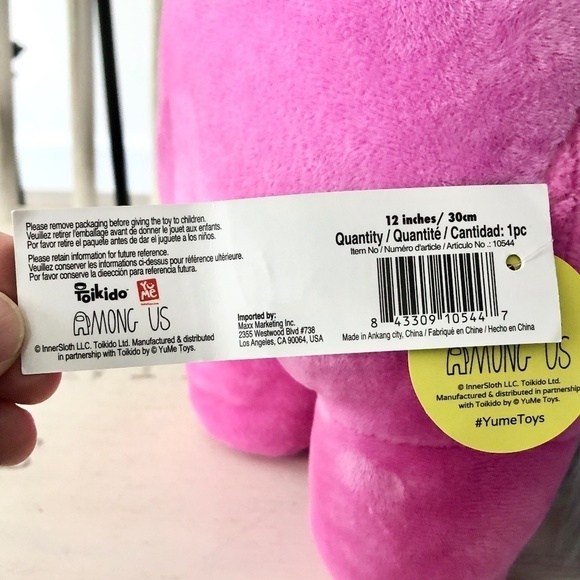 Please remove packaging before giving the toy to children.
Veuillez retirer l'emballage avant de donner le jouet aux enfants.
Por favor retire el paquete antes de dar el juguete a los niños.
Please retain information for future reference.
Veuillez conserver les informations ci-dessus pour référence ultérieure.
Por favor conserve la dieección para referencia futura.
Toikido
YuMe
AMONG US
© InnerSloth LLC. Toikido Ltd. Manufactured & distributed
in partnership with Toikido by © YuMe Toys.
Imported by:
Maxx Marketing Inc.
2355 Westwood Blvd #738
Los Angeles, CA 90064, USA
12 inches/ 30cm
Quantity / Quantité / Cantidad: 1pc
Item No / Numéro d'article / Articulo No .: 10544
8 43309 10544 7
Made in Ankang city, China / Fabriqué en Chine / Hecho en China
AMONG US
© InnerSloth LLC. Toikido Ltd.
Manufactured & distributed in partnership
with Toikido by © YuMe Toys.
#YumeToys